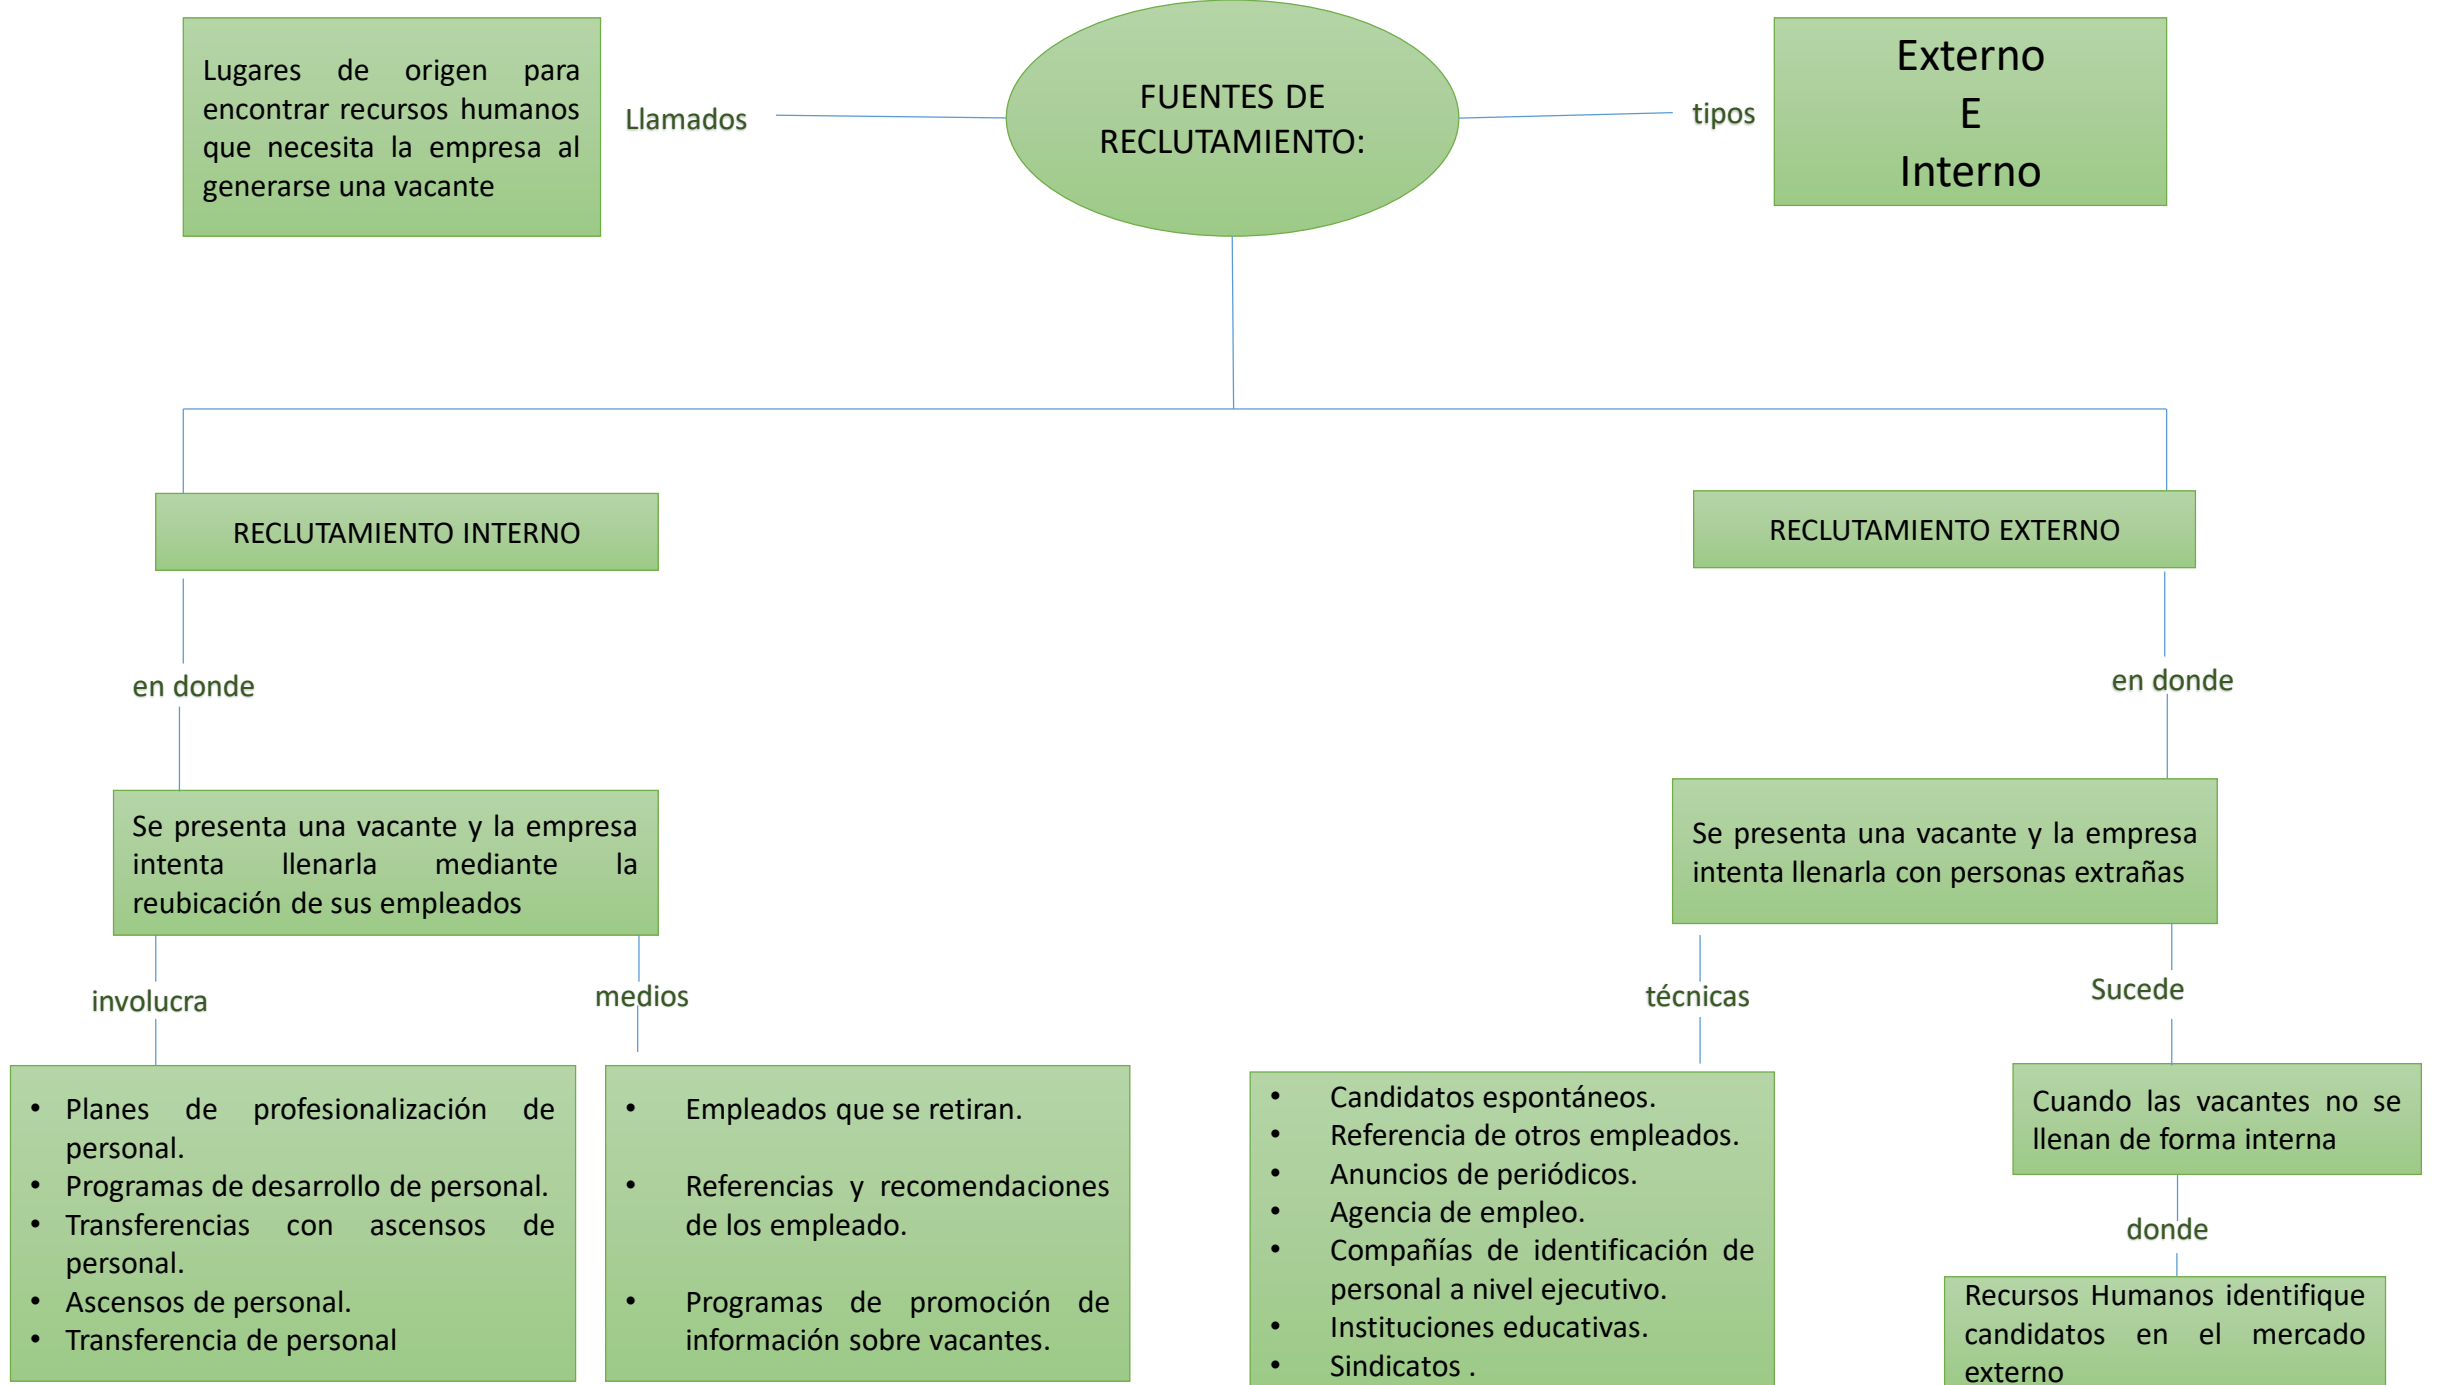 Lugares de origen para
encontrar recursos humanos
que necesita la empresa al
generarse una vacante
Llamados
FUENTES DE
RECLUTAMIENTO:
tipos
Externo
E
Interno
RECLUTAMIENTO INTERNO
RECLUTAMIENTO EXTERNO
en donde
en donde
Se presenta una vacante y la empresa
intenta llenarla mediante la
reubicación de sus empleados
Se presenta una vacante y la empresa
intenta llenarla con personas extrañas
involucra
medios
técnicas
Sucede
• Planes de profesionalización de
personal.
• Programas de desarrollo de personal.
• Transferencias con ascensos de
personal.
• Ascensos de personal.
• Transferencia de personal
• Empleados que se retiran.
• Referencias y recomendaciones
de los empleado.
• Programas de promoción de
información sobre vacantes.
• Candidatos espontáneos.
• Referencia de otros empleados.
• Anuncios de periódicos.
• Agencia de empleo.
• Compañías de identificación de
personal a nivel ejecutivo.
• Instituciones educativas.
• Sindicatos .
Cuando las vacantes no se
llenan de forma interna
donde
Recursos Humanos identifique
candidatos en el mercado
externo